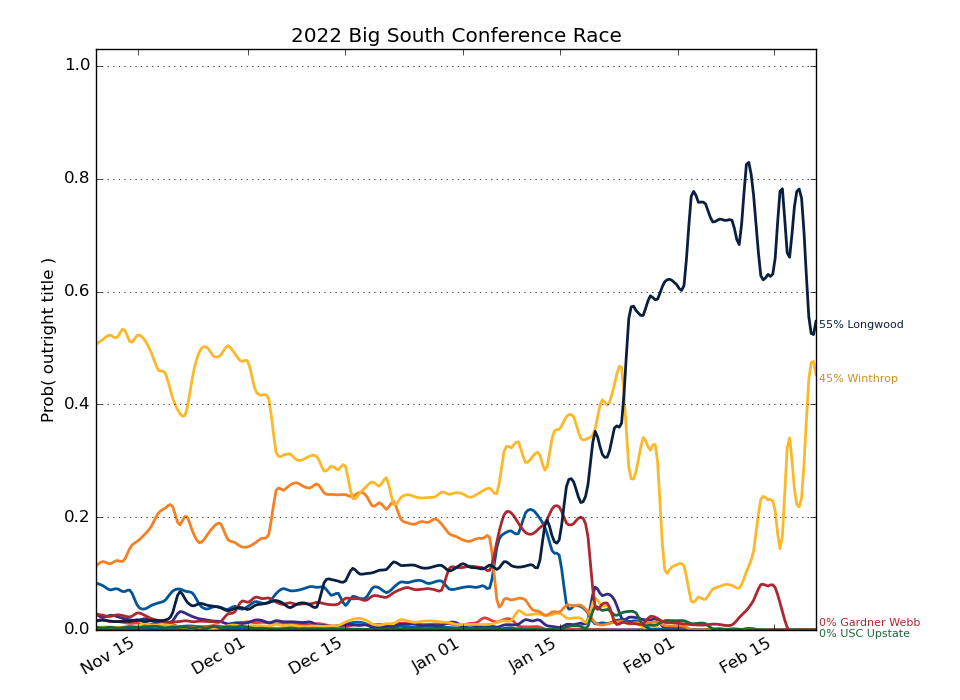 2022 Big South Conference Race
1.0
0.8
0.6
0.4
0.2
0.0
Prob( outright title )
55% Longwood
45% Winthrop
0% Gardner Webb
0% USC Upstate
Nov 15
Dec 01
Dec 15
Jan 01
Jan 15
Feb 01
Feb 15